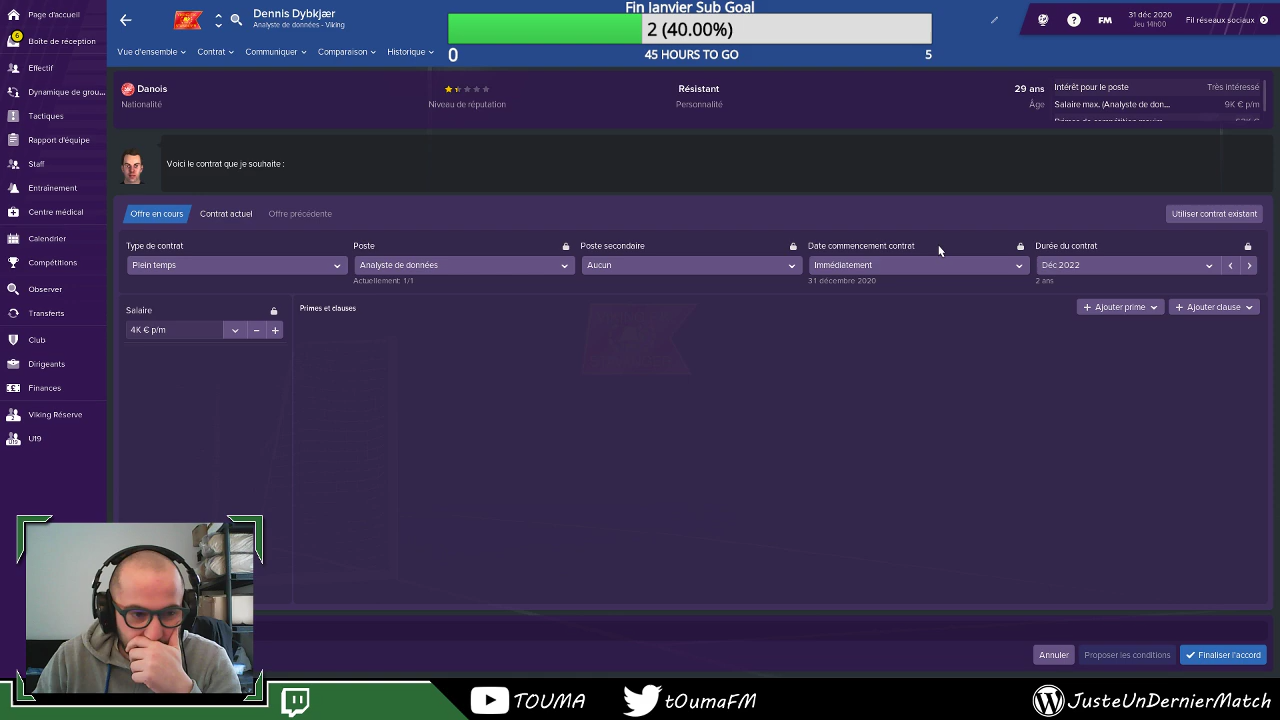 Fin Janvier Sub Goal
2 (40.00%)
0 45 HOURS TO GO 5
Dennis Dybkjær
Analyste de données - Viking
Vue d'ensemble Contrat Communiquer Comparaison Historique
FM
31 déc 2020
Jeu 14h00
Fil réseaux sociaux
Page d'accueil
6
Boîte de réception
Effectif
Dynamique de grou...
Tactiques
Rapport d'équipe
Staff
Entraînement
Centre médical
Calendrier
Compétitions
Observer
Transferts
Club
Dirigeants
Finances
Viking Réserve
U19
Danois
Nationalité
Niveau de réputation
Résistant
Personnalité
29 ans
Âge
Intérêt pour le poste Très intéressé
Salaire max. (Analyste de don... 9K € p/m
Voici le contrat que je souhaite :
Offre en cours Contrat actuel Offre précédente
Utiliser contrat existant
Type de contrat Poste Poste secondaire Date commencement contrat Durée du contrat
Plein temps Analyste de données Aucun Immédiatement Déc 2022
Actuellement: 1/1 31 décembre 2020 2 ans
Salaire
4K € p/m
Primes et clauses
Ajouter prime Ajouter clause
Annuler Proposer les conditions Finaliser l'accord
TOUMA tOumaFM JusteUnDernierMatch